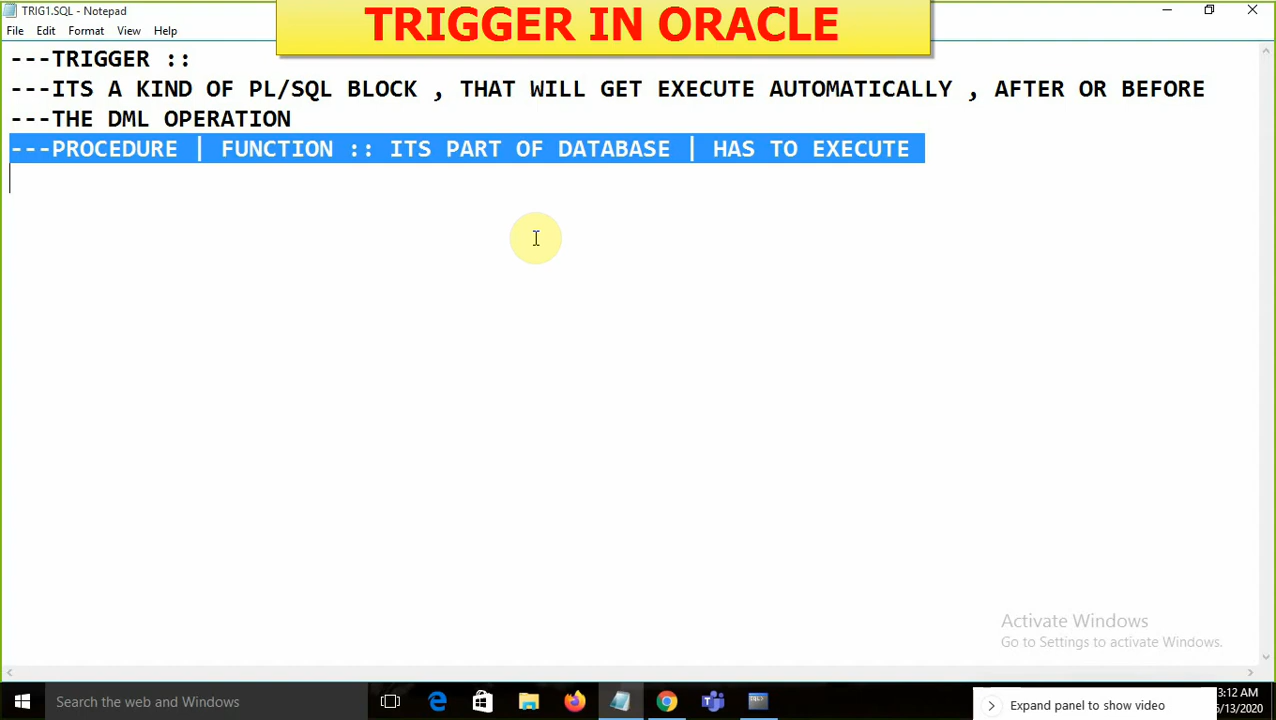 TRIG1.SQL - Notepad
TRIGGER IN ORACLE
File Edit Format View Help
---TRIGGER ::
---ITS A KIND OF PL/SQL BLOCK , THAT WILL GET EXECUTE AUTOMATICALLY , AFTER OR BEFORE
---THE DML OPERATION
---PROCEDURE | FUNCTION :: ITS PART OF DATABASE | HAS TO EXECUTE
Activate Windows
Go to Settings to activate Windows.
Search the web and Windows
Expand panel to show video
3:12 AM
/13/2020